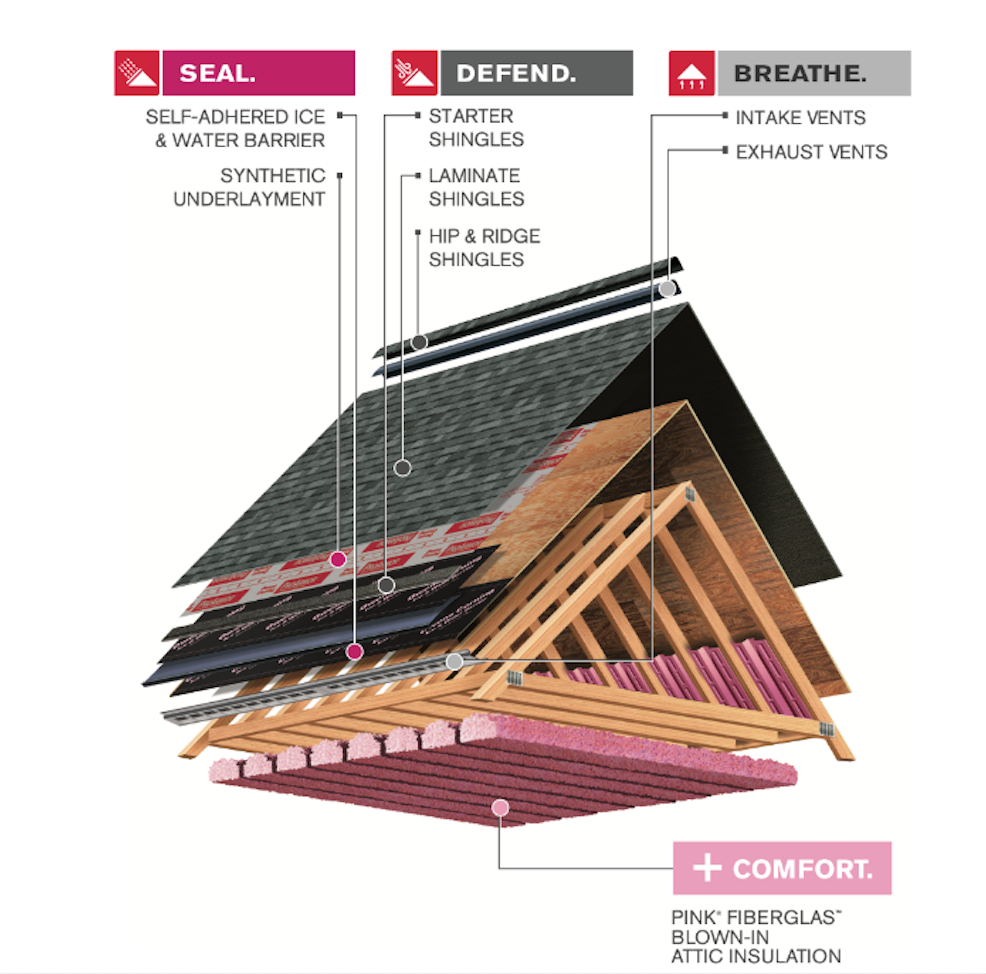 SEAL.
SELF-ADHERED ICE
& WATER BARRIER
SYNTHETIC
UNDERLAYMENT
DEFEND.
STARTER
SHINGLES
LAMINATE
SHINGLES
HIP & RIDGE
SHINGLES
BREATHE.
INTAKE VENTS
EXHAUST VENTS
+ COMFORT.
PINK® FIBERGLAS™
BLOWN-IN
ATTIC INSULATION